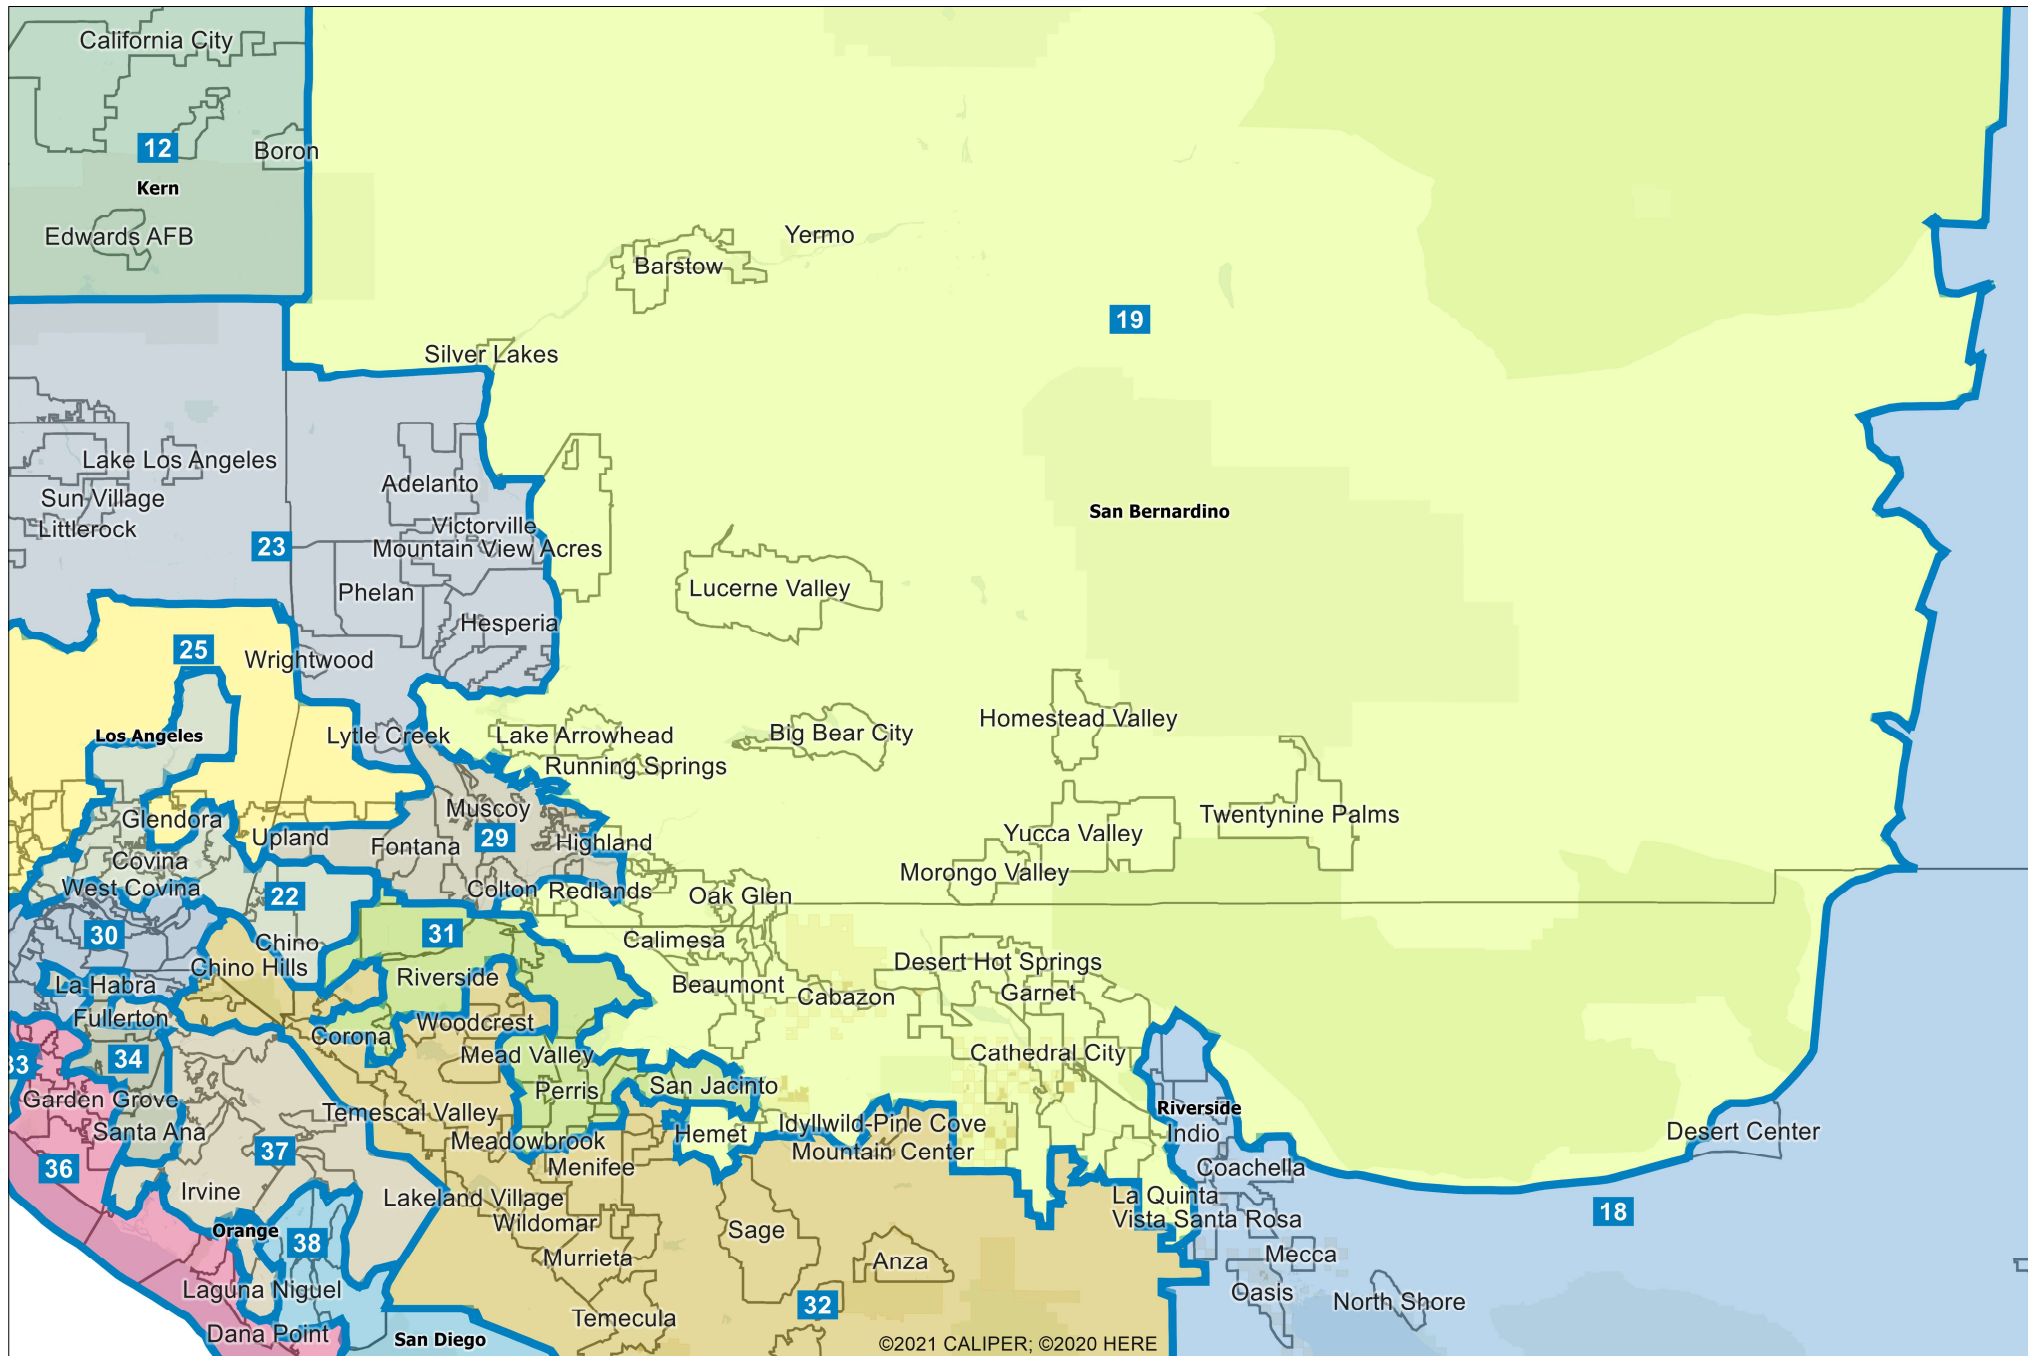 California City
12
Boron
Kern
Edwards AFB
Yermo
Barstow
19
Silver Lakes
Lake Los Angeles
Adelanto
Sun Village
San Bernardino
Littlerock
Victorville
23
Mountain View Acres
Phelan
Lucerne Valley
Hesperia
25
Wrightwood
Homestead Valley
Los Angeles
Lytle Creek
Lake Arrowhead
Big Bear City
Running Springs
Muscoy
Glendora
Twentynine Palms
Upland
Fontana
29
Highland
Yucca Valley
Covina
Morongo Valley
West Covina
22
Colton
Redlands
Oak Glen
30
31
Chino
Calimesa
Chino Hills
Desert Hot Springs
La Habra
Riverside
Beaumont
Cabazon
Garnet
Fullerton
Woodcrest
Corona
33
34
Mead Valley
Cathedral City
Garden Grove
Perris
San Jacinto
Temescal Valley
Riverside
Santa Ana
Idyllwild-Pine Cove
Hemet
Indio
Desert Center
37
Meadowbrook
Mountain Center
36
Menifee
Coachella
Irvine
Lakeland Village
La Quinta
18
Wildomar
Vista Santa Rosa
Orange
38
Sage
Murrieta
Anza
Mecca
Laguna Niguel
Oasis
North Shore
32
Temecula
Dana Point
San Diego
©2021 CALIPER; ©2020 HERE